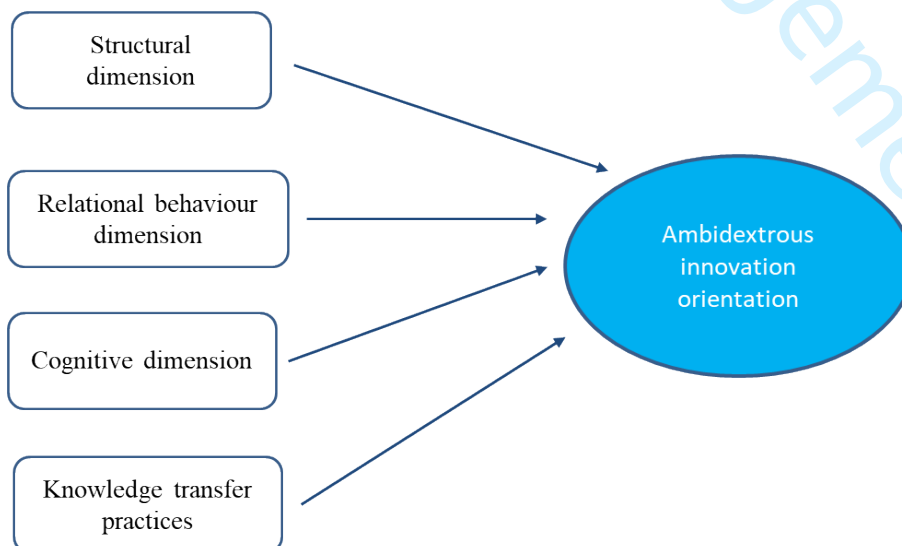 Structural
dimension
Relational behaviour
dimension
Cognitive dimension
Knowledge transfer
practices
Ambidextrous
innovation
orientation